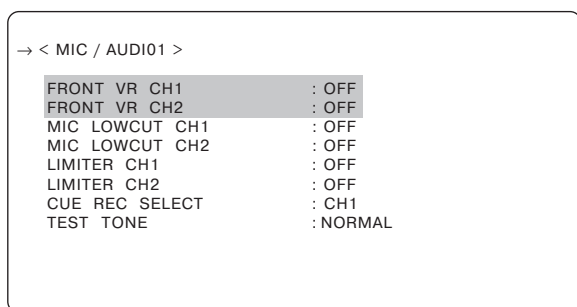 → < MIC / AUDI01 >
FRONT VR CH1 : OFF
FRONT VR CH2 : OFF
MIC LOWCUT CH1 : OFF
MIC LOWCUT CH2 : OFF
LIMITER CH1 : OFF
LIMITER CH2 : OFF
CUE REC SELECT : CH1
TEST TONE : NORMAL